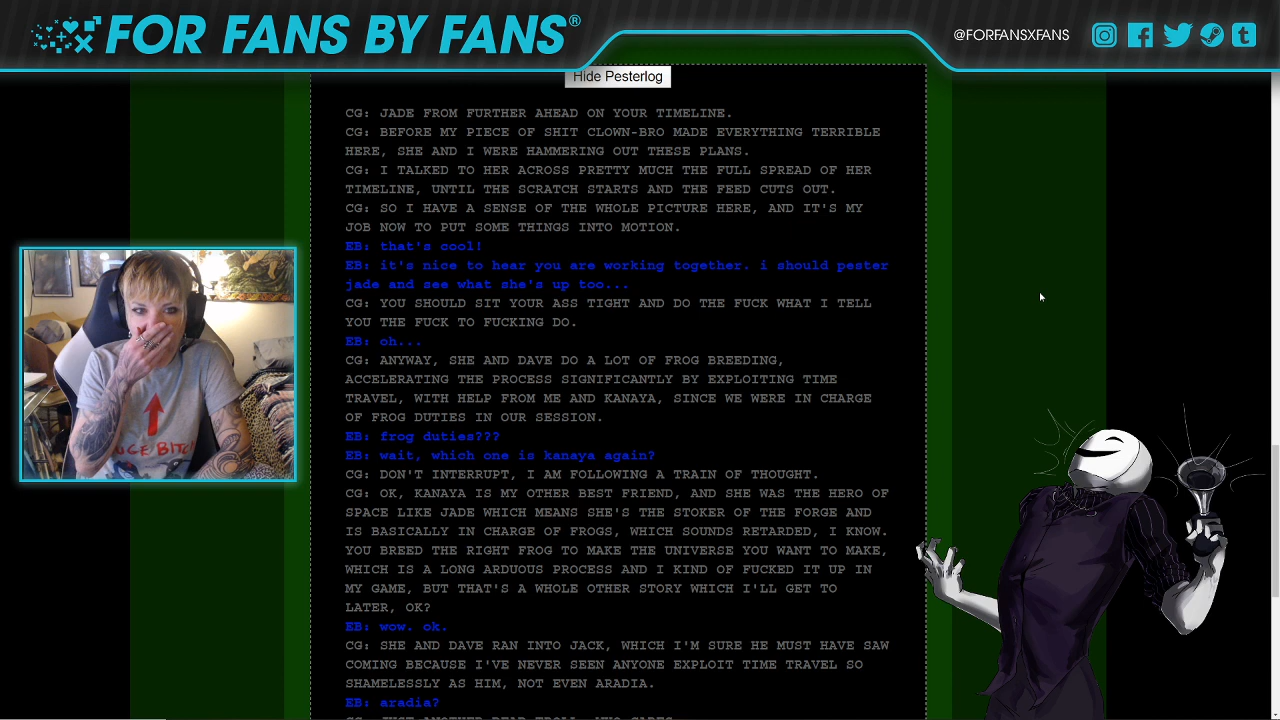 FOR FANS BY FANS®
@FORFANSXFANS
Hide Pesterlog
CG: JADE FROM FURTHER AHEAD ON YOUR TIMELINE.
CG: BEFORE MY PIECE OF SHIT CLOWN-BRO MADE EVERYTHING TERRIBLE
HERE, SHE AND I WERE HAMMERING OUT THESE PLANS.
CG: I TALKED TO HER ACROSS PRETTY MUCH THE FULL SPREAD OF HER
TIMELINE, UNTIL THE SCRATCH STARTS AND THE FEED CUTS OUT.
CG: SO I HAVE A SENSE OF THE WHOLE PICTURE HERE, AND IT'S MY
JOB NOW TO PUT SOME THINGS INTO MOTION.
EB: that's cool!
EB: it's nice to hear you are working together. i should pester
jade and see what she's up too...
CG: YOU SHOULD SIT YOUR ASS TIGHT AND DO THE FUCK WHAT I TELL
YOU THE FUCK TO FUCKING DO.
EB: oh...
CG: ANYWAY, SHE AND DAVE DO A LOT OF FROG BREEDING,
ACCELERATING THE PROCESS SIGNIFICANTLY BY EXPLOITING TIME
TRAVEL, WITH HELP FROM ME AND KANAYA, SINCE WE WERE IN CHARGE
OF FROG DUTIES IN OUR SESSION.
EB: frog duties???
EB: wait, which one is kanaya again?
CG: DON'T INTERRUPT, I AM FOLLOWING A TRAIN OF THOUGHT.
CG: OK, KANAYA IS MY OTHER BEST FRIEND, AND SHE WAS THE HERO OF
SPACE LIKE JADE WHICH MEANS SHE'S THE STOKER OF THE FORGE AND
IS BASICALLY IN CHARGE OF FROGS, WHICH SOUNDS RETARDED, I KNOW.
YOU BREED THE RIGHT FROG TO MAKE THE UNIVERSE YOU WANT TO MAKE,
WHICH IS A LONG ARDUOUS PROCESS AND I KIND OF FUCKED IT UP IN
MY GAME, BUT THAT'S A WHOLE OTHER STORY WHICH I'LL GET TO
LATER, OK?
EB: wow. ok.
CG: SHE AND DAVE RAN INTO JACK, WHICH I'M SURE HE MUST HAVE SAW
COMING BECAUSE I'VE NEVER SEEN ANYONE EXPLOIT TIME TRAVEL SO
SHAMELESSLY AS HIM, NOT EVEN ARADIA.
EB: aradia?